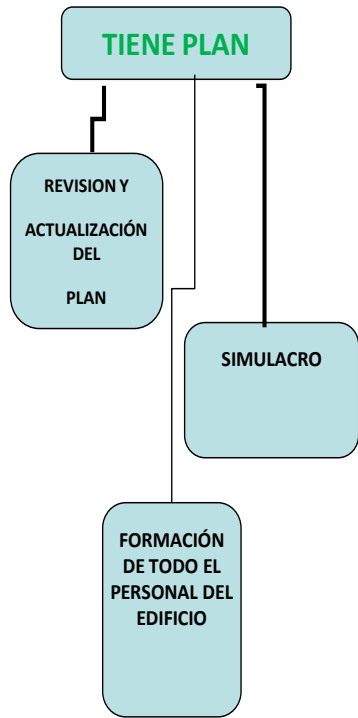 TIENE PLAN
REVISION Y
ACTUALIZACIÓN
DEL
PLAN
SIMULACRO
FORMACIÓN
DE TODO EL
PERSONAL DEL
EDIFICIO